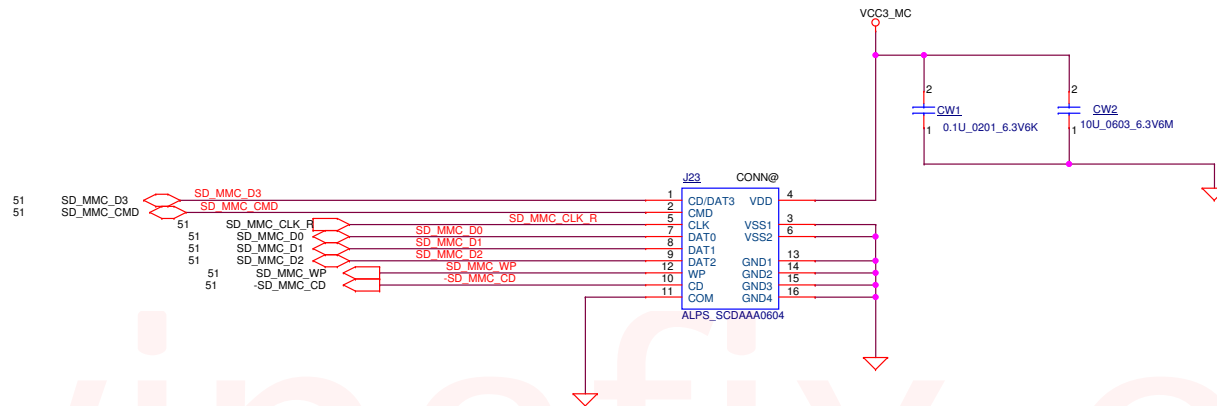 VCC3_MC
2 2
CW1 CW2
0.1U_0201_6.3V6K 10U_0603_6.3V6M
1 1
J23 CONN@
51 SD_MMC_D3 SD_MMC_D3 1 CD/DAT3 VDD 4
51 SD_MMC_CMD SD_MMC_CMD 2 CMD
51 SD_MMC_CLK_R SD_MMC_CLK_R 5 CLK VSS1 3
51 SD_MMC_D0 SD_MMC_D0 7 DAT0 VSS2 6
51 SD_MMC_D1 SD_MMC_D1 8 DAT1
51 SD_MMC_D2 SD_MMC_D2 9 DAT2 GND1 13
51 SD_MMC_WP SD_MMC_WP 12 WP GND2 14
51 -SD_MMC_CD -SD_MMC_CD 10 CD GND3 15
11 COM GND4 16
ALPS_SCDAAA0604